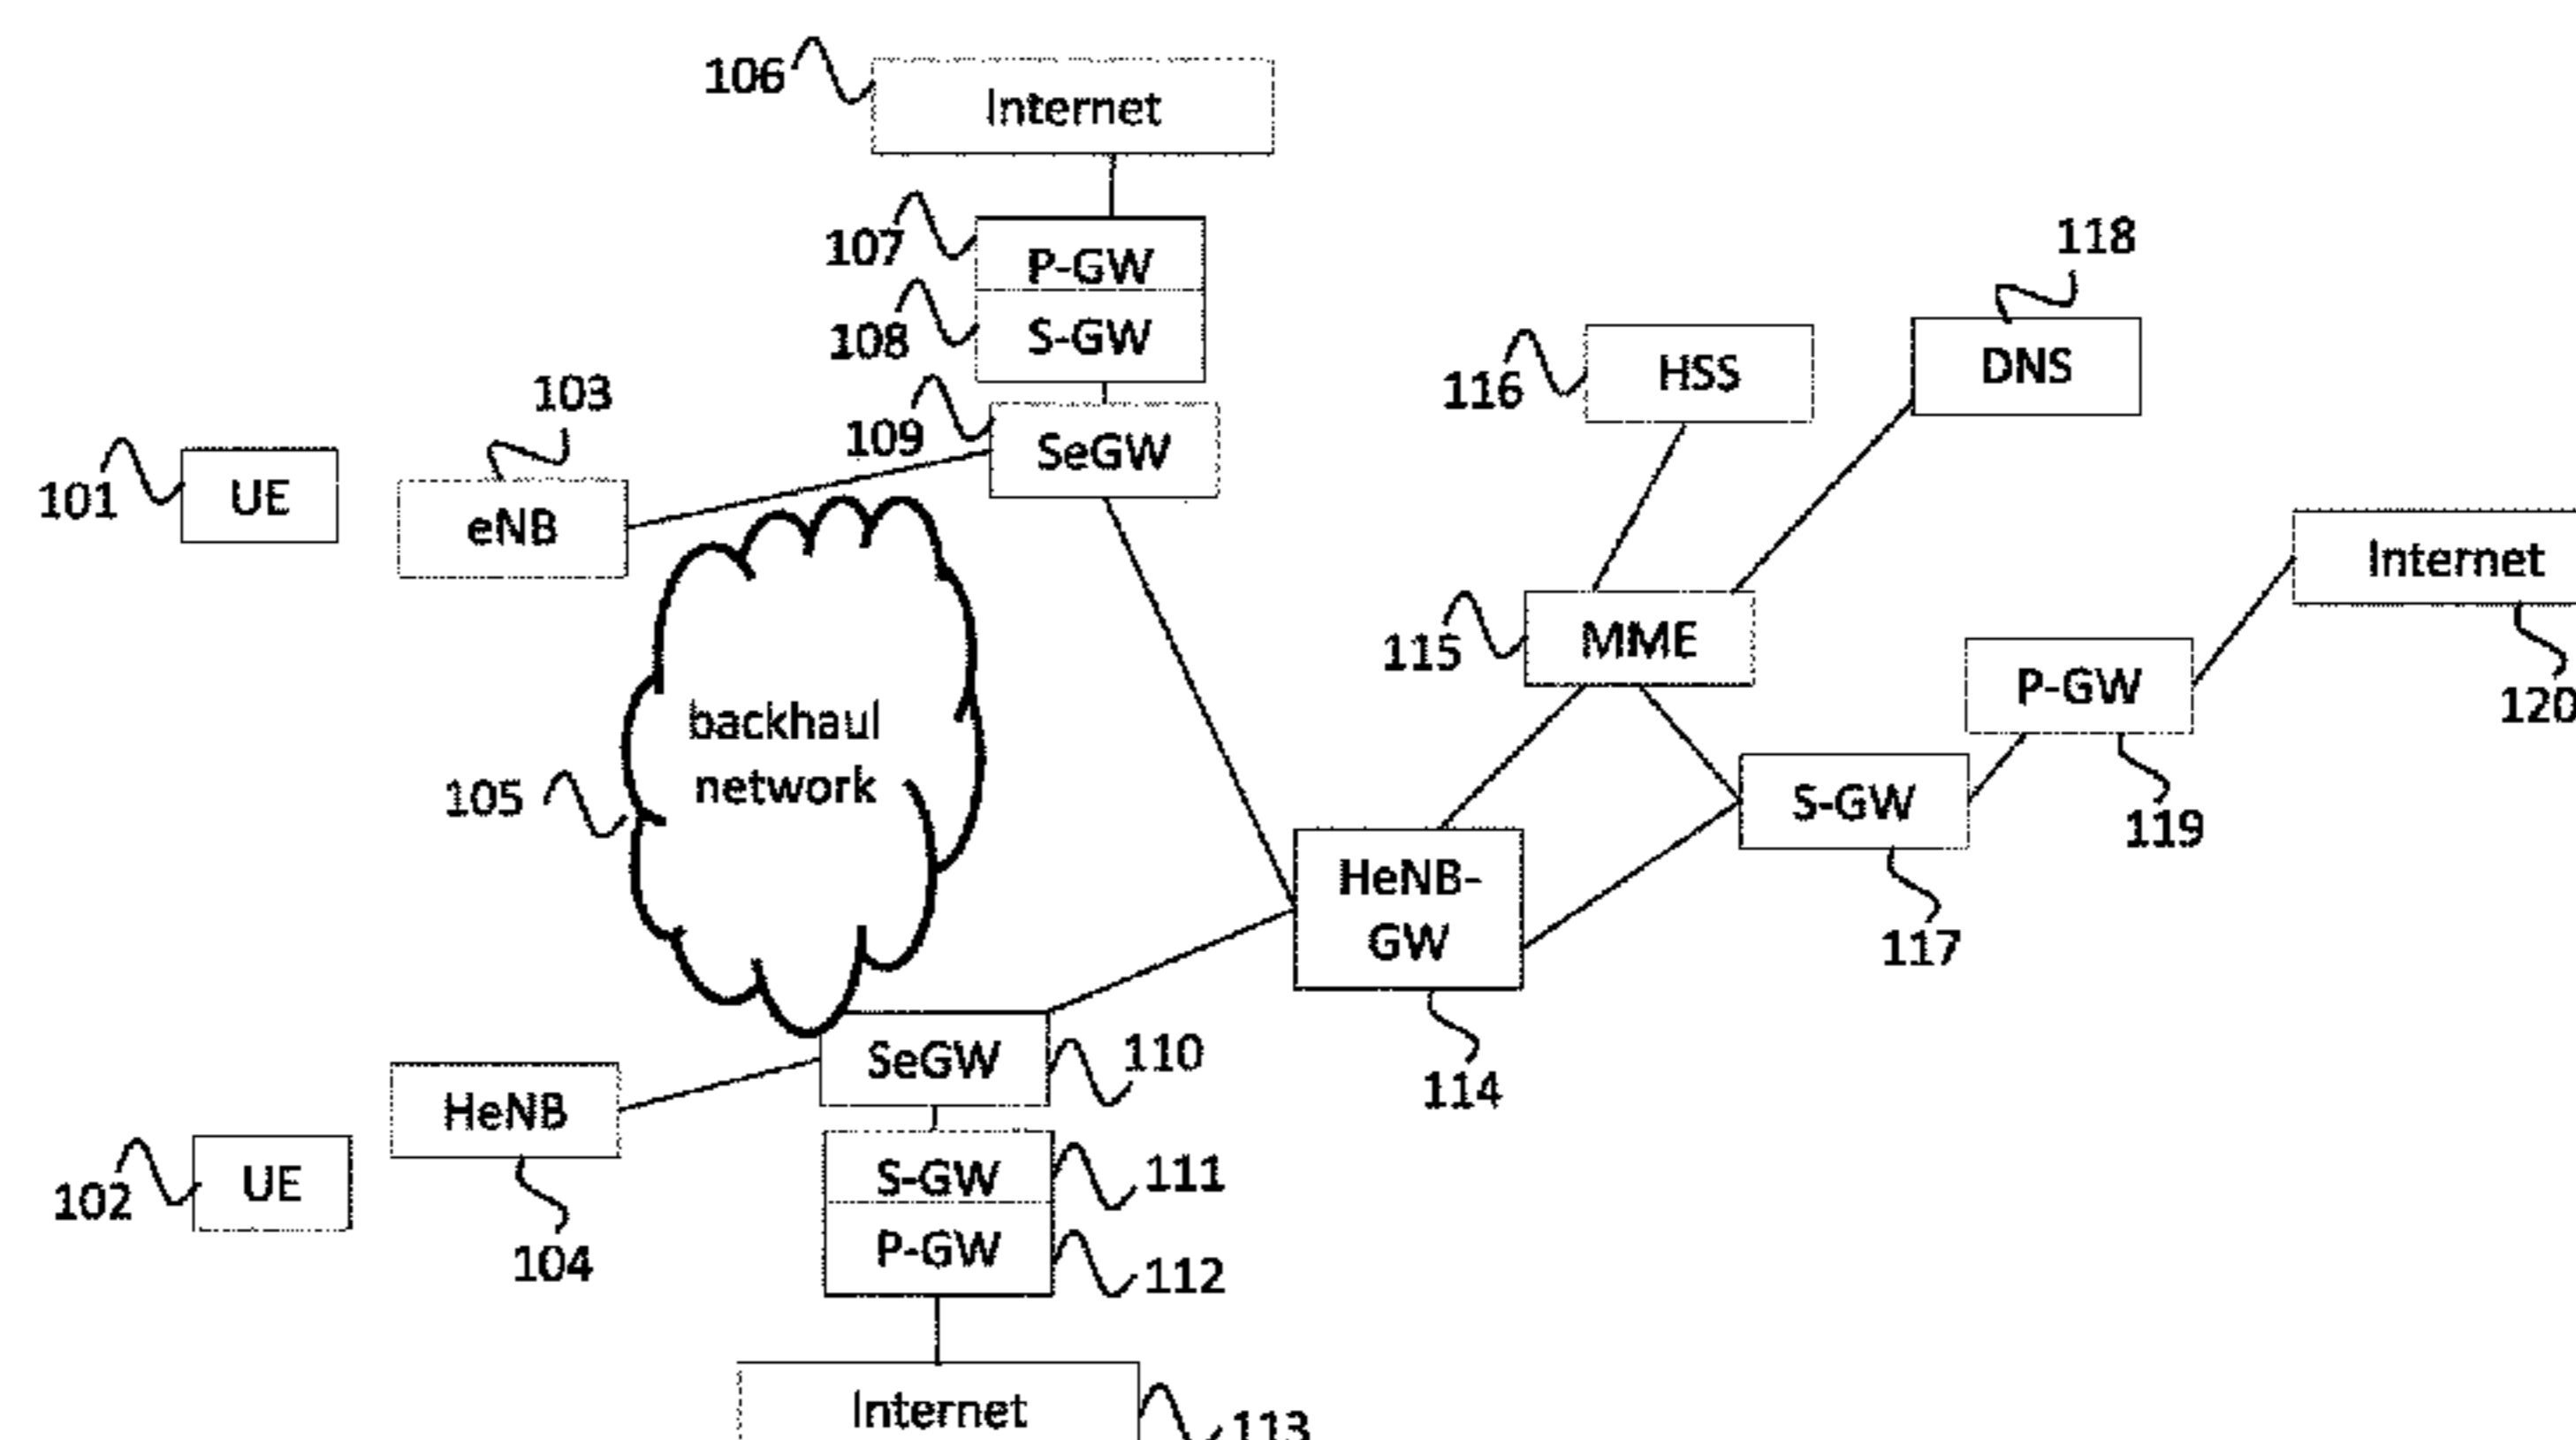 106
Internet
107
P-GW
108
S-GW
109
SeGW
103
101
UE
eNB
118
116
HSS
DNS
Internet
120
115
MME
P-GW
119
backhaul
network
105
S-GW
117
HeNB-
GW
114
SeGW
110
HeNB
104
102
UE
S-GW
111
P-GW
112
Internet
113